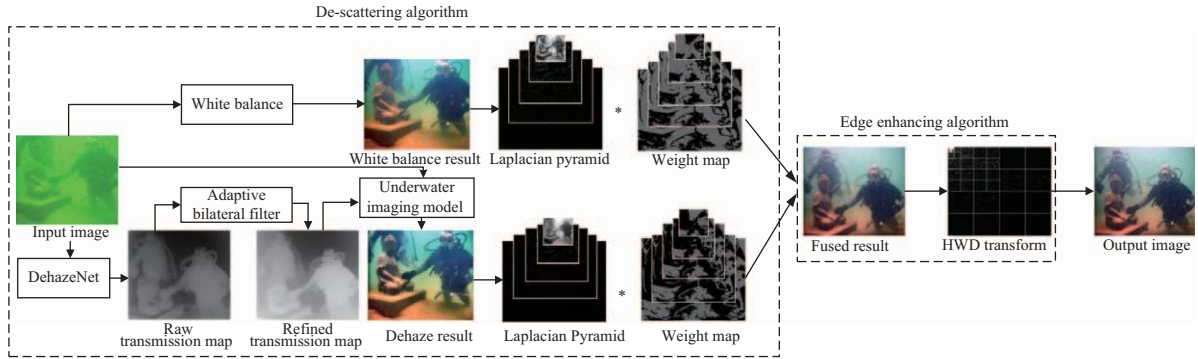 De-scattering algorithm
White balance
White balance result
Laplacian pyramid
*
Weight map
Input image
Adaptive
bilateral filter
Underwater
imaging model
DehazeNet
Raw
transmission map
Refined
transmission map
Dehaze result
Laplacian Pyramid
*
Weight map
Edge enhancing algorithm
Fused result
HWD transform
Output image